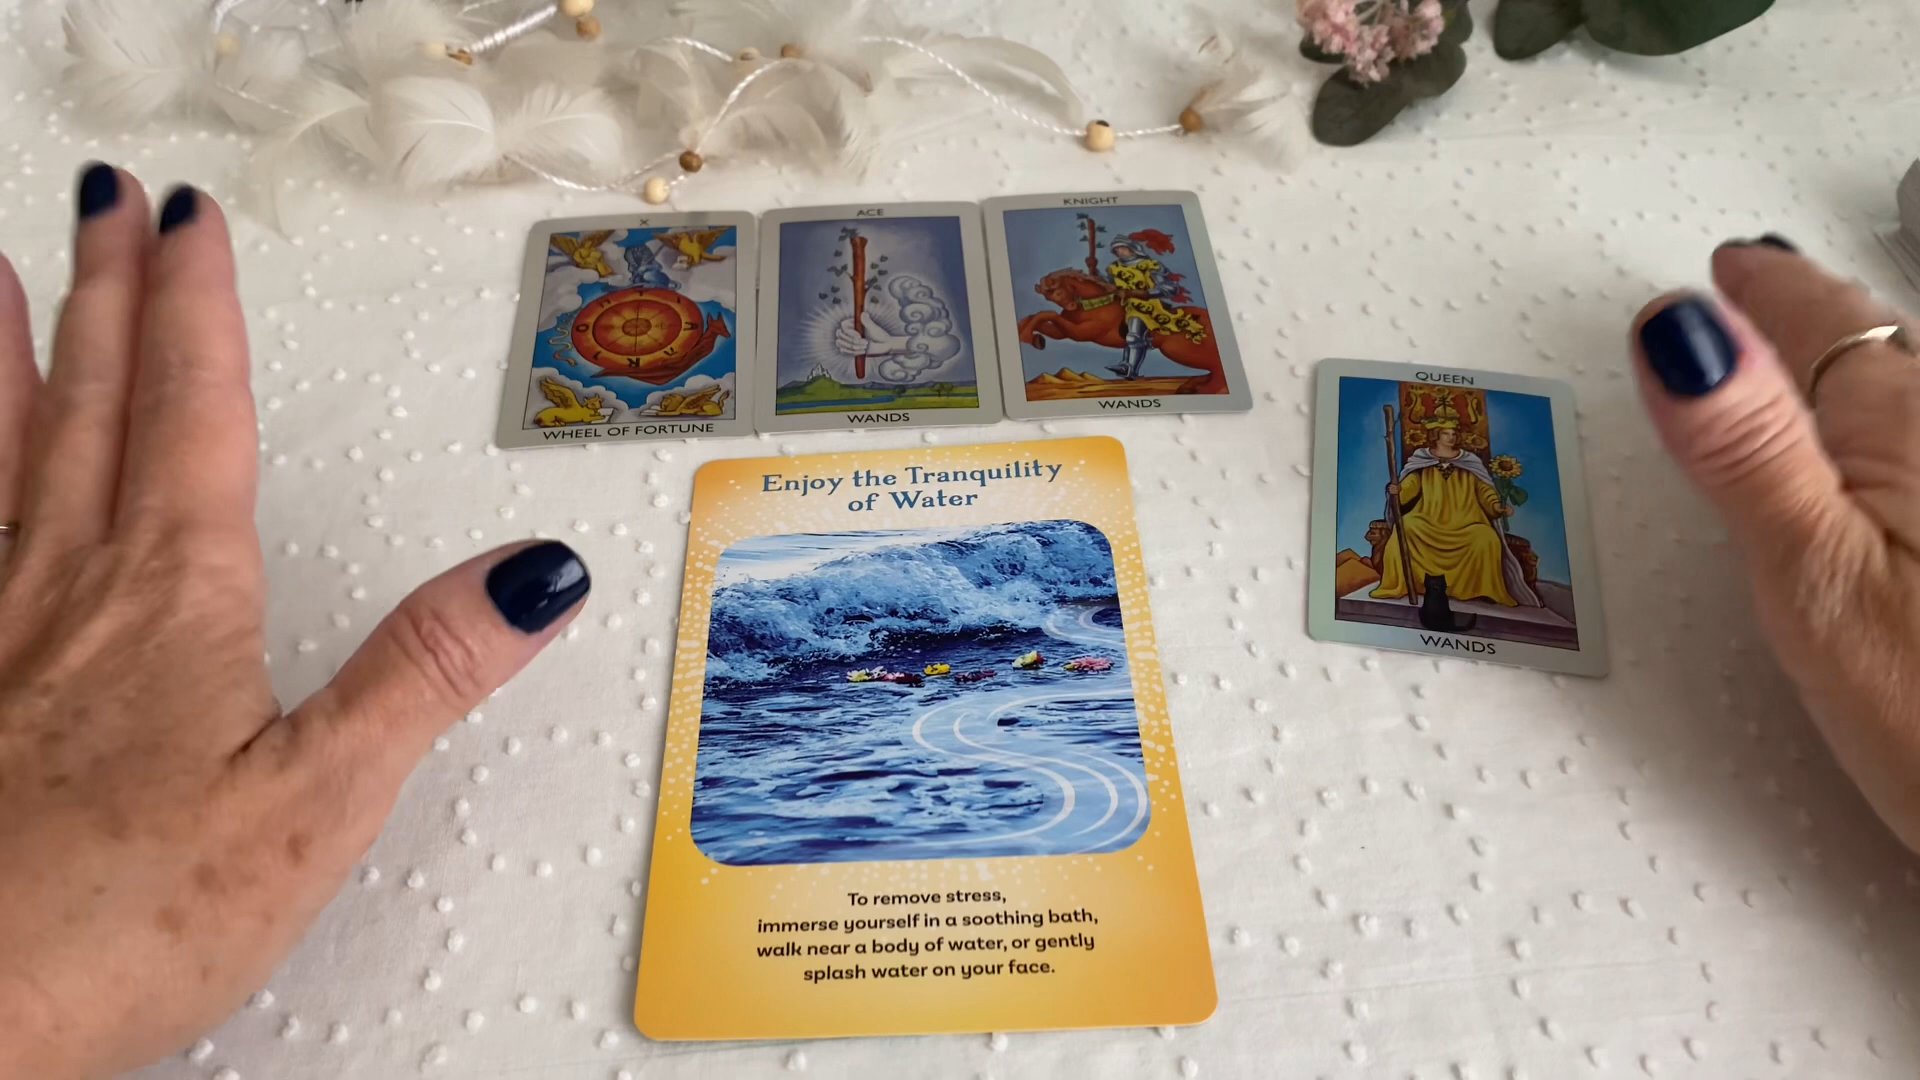 X
WHEEL OF FORTUNE
ACE
WANDS
KNIGHT
WANDS
QUEEN
WANDS
Enjoy the Tranquility
of Water
To remove stress,
immerse yourself in a soothing bath,
walk near a body of water, or gently
splash water on your face.